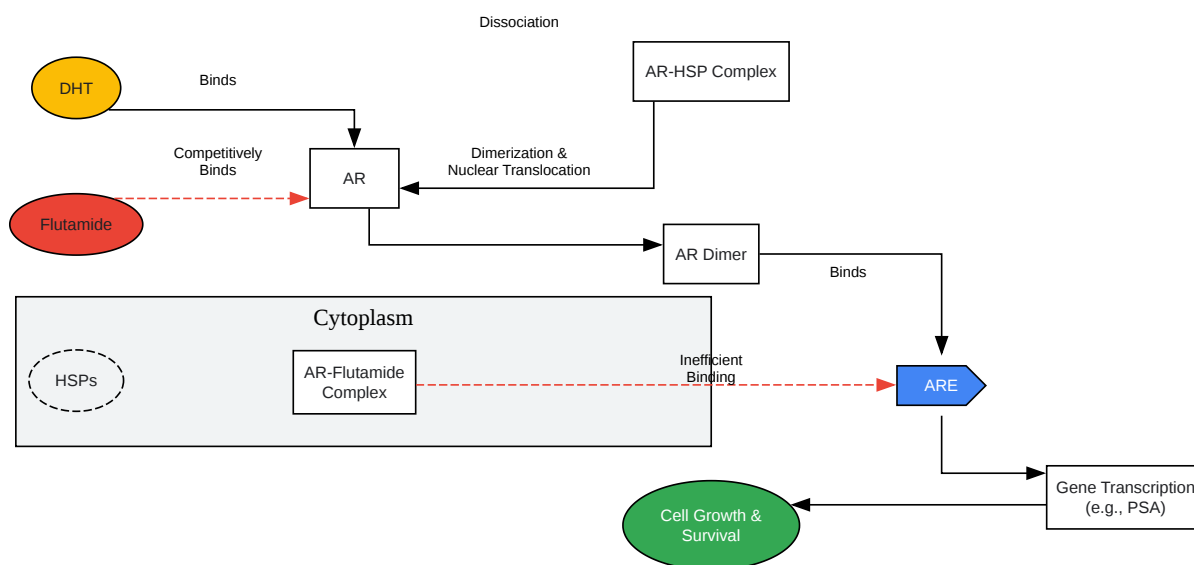 Dissociation
AR-HSP Complex
DHT
Binds
Competitively
Binds
AR
Dimerization &
Nuclear Translocation
Flutamide
AR Dimer
Binds
Cytoplasm
HSPs
AR-Flutamide
Complex
Inefficient
Binding
ARE
Gene Transcription
(e.g., PSA)
Cell Growth &
Survival